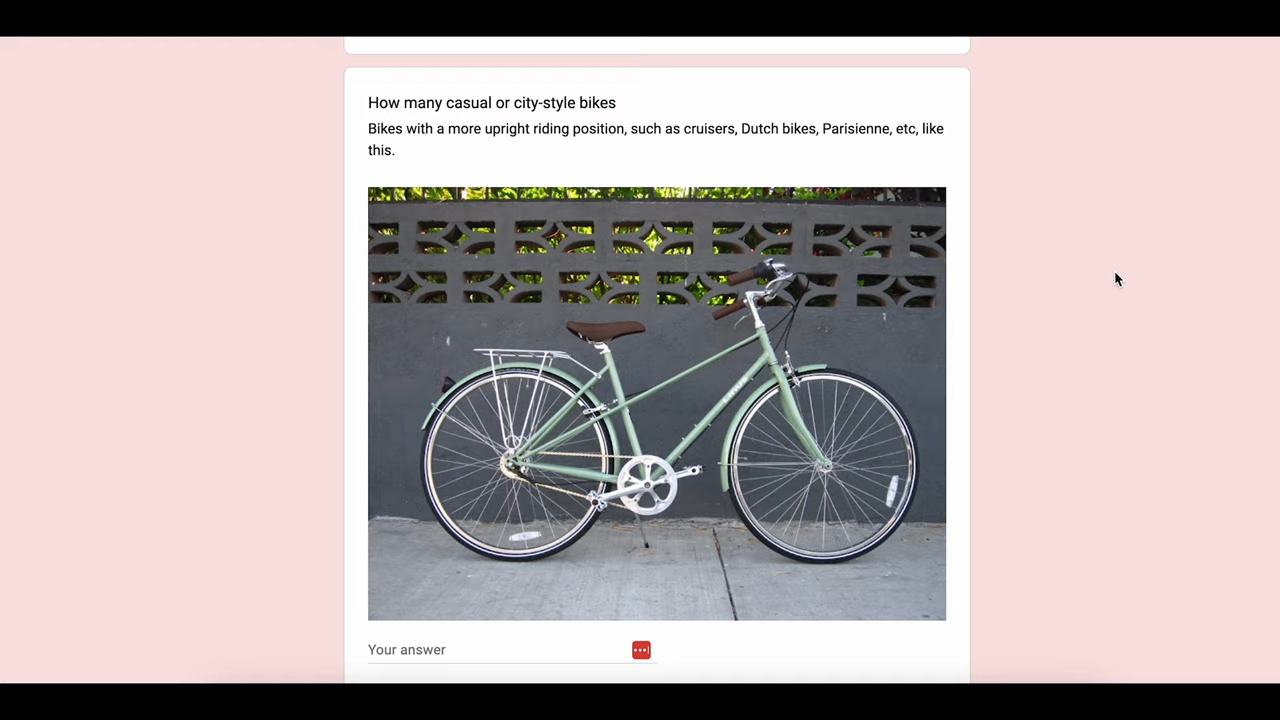 How many casual or city-style bikes
Bikes with a more upright riding position, such as cruisers, Dutch bikes, Parisienne, etc, like
this.
Your answer